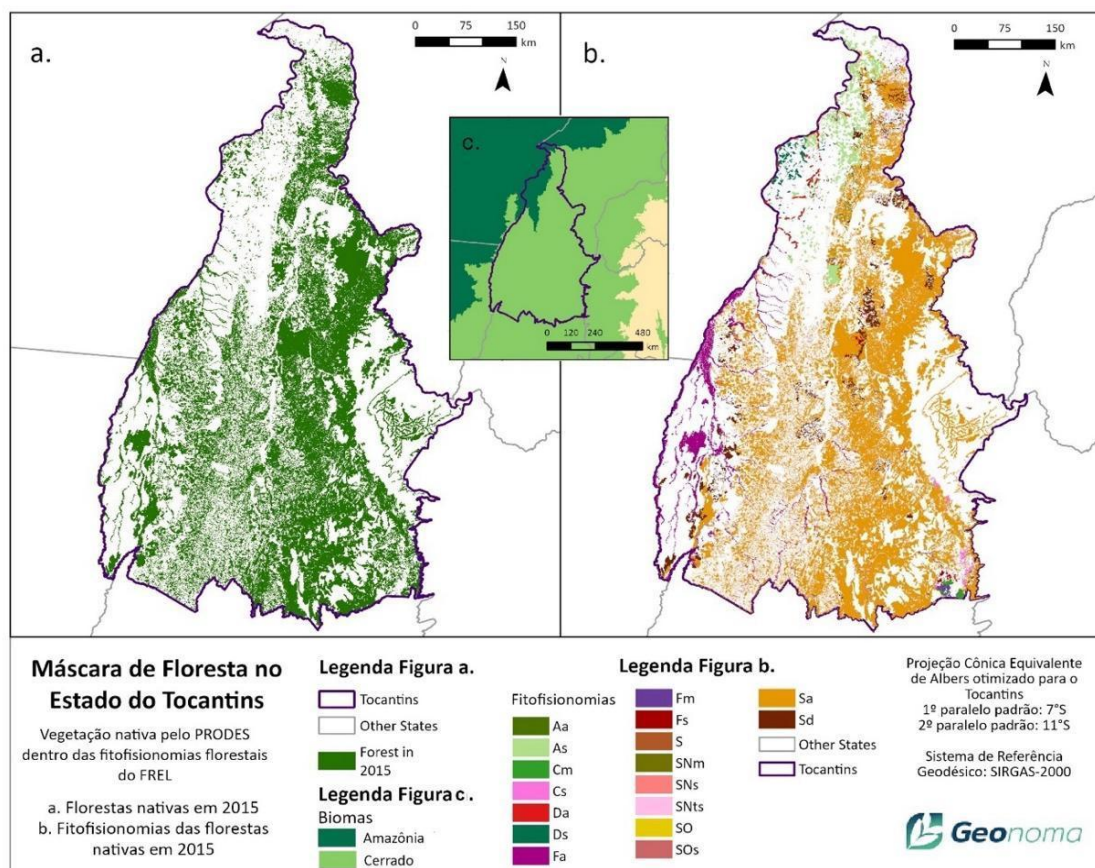 a.
0 75 150
km
N
b.
0 75 150
km
N
c.
0 120 240 480
km
Máscara de Floresta no
Estado do Tocantins
Vegetação nativa pelo PRODES
dentro das fitofisionomias florestais
do FREL
a. Florestas nativas em 2015
b. Fitofisionomias das florestas
nativas em 2015
Legenda Figura a.
Tocantins
Other States
Forest in
2015
Legenda Figura c.
Biomas
Amazônia
Cerrado
Legenda Figura b.
Fitofisionomias
Aa
As
Cm
Cs
Da
Ds
Fa
Fm
Fs
S
SNm
SNs
SNts
SO
SOs
Sa
Sd
Other States
Tocantins
Projeção Cônica Equivalente
de Albers otimizado para o
Tocantins
1º paralelo padrão: 7°S
2º paralelo padrão: 11°S
Sistema de Referência
Geodésico: SIRGAS-2000
Geonoma